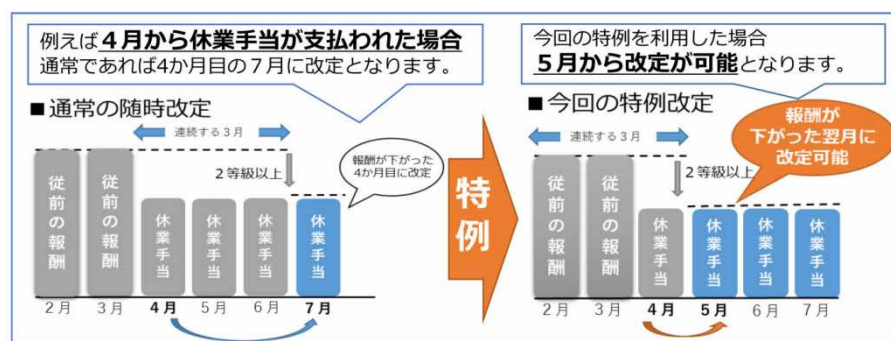 例えば４月から休業手当が支払われた場合
通常であれば4か月目の７月に改定となります。
■通常の随時改定
連続する３月
２等級以上
報酬が下がった
4か月目に改定
従前の報酬
従前の報酬
休業手当
休業手当
休業手当
休業手当
２月
３月
４月
５月
６月
７月
特例
今回の特例を利用した場合
５月から改定が可能となります。
■今回の特例改定
連続する３月
２等級以上
報酬が
下がった翌月に
改定可能
従前の報酬
従前の報酬
休業手当
休業手当
休業手当
休業手当
２月
３月
４月
５月
６月
７月